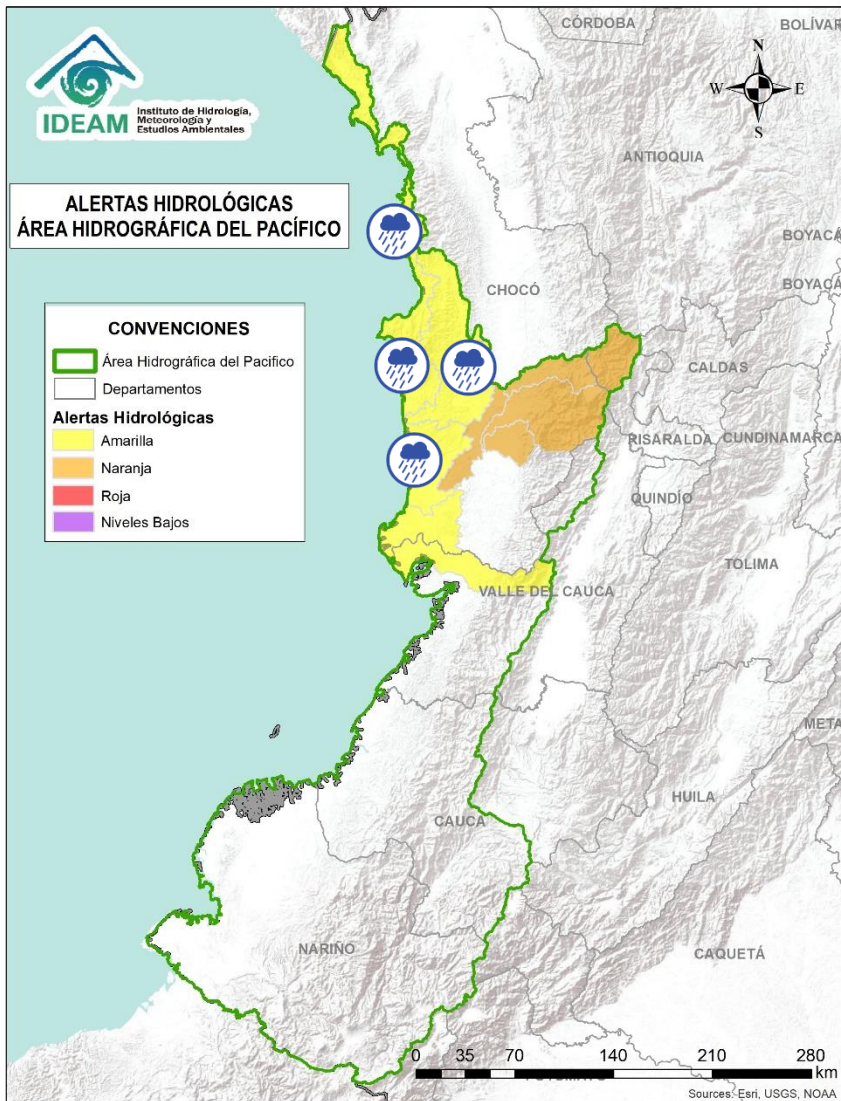 IDEAM
Instituto de Hidrología,
Meteorología y
Estudios Ambientales
ALERTAS HIDROLÓGICAS
ÁREA HIDROGRÁFICA DEL PACÍFICO
CONVENCIONES
Área Hidrográfica del Pacifico
Departamentos
Alertas Hidrológicas
Amarilla
Naranja
Roja
Niveles Bajos
CÓRDOBA
BOLÍVAR
N
W
E
S
ANTIOQUIA
BOYACÁ
BOYACÁ
CHOCÓ
CALDAS
RISARALDA
CUNDINAMARCA
QUINDÍO
TOLIMA
VALLE DEL CAUCA
META
HUILA
CAUCA
NARIÑO
CAQUETÁ
0 35 70 140 210 280
km
Sources: Esri, USGS, NOAA